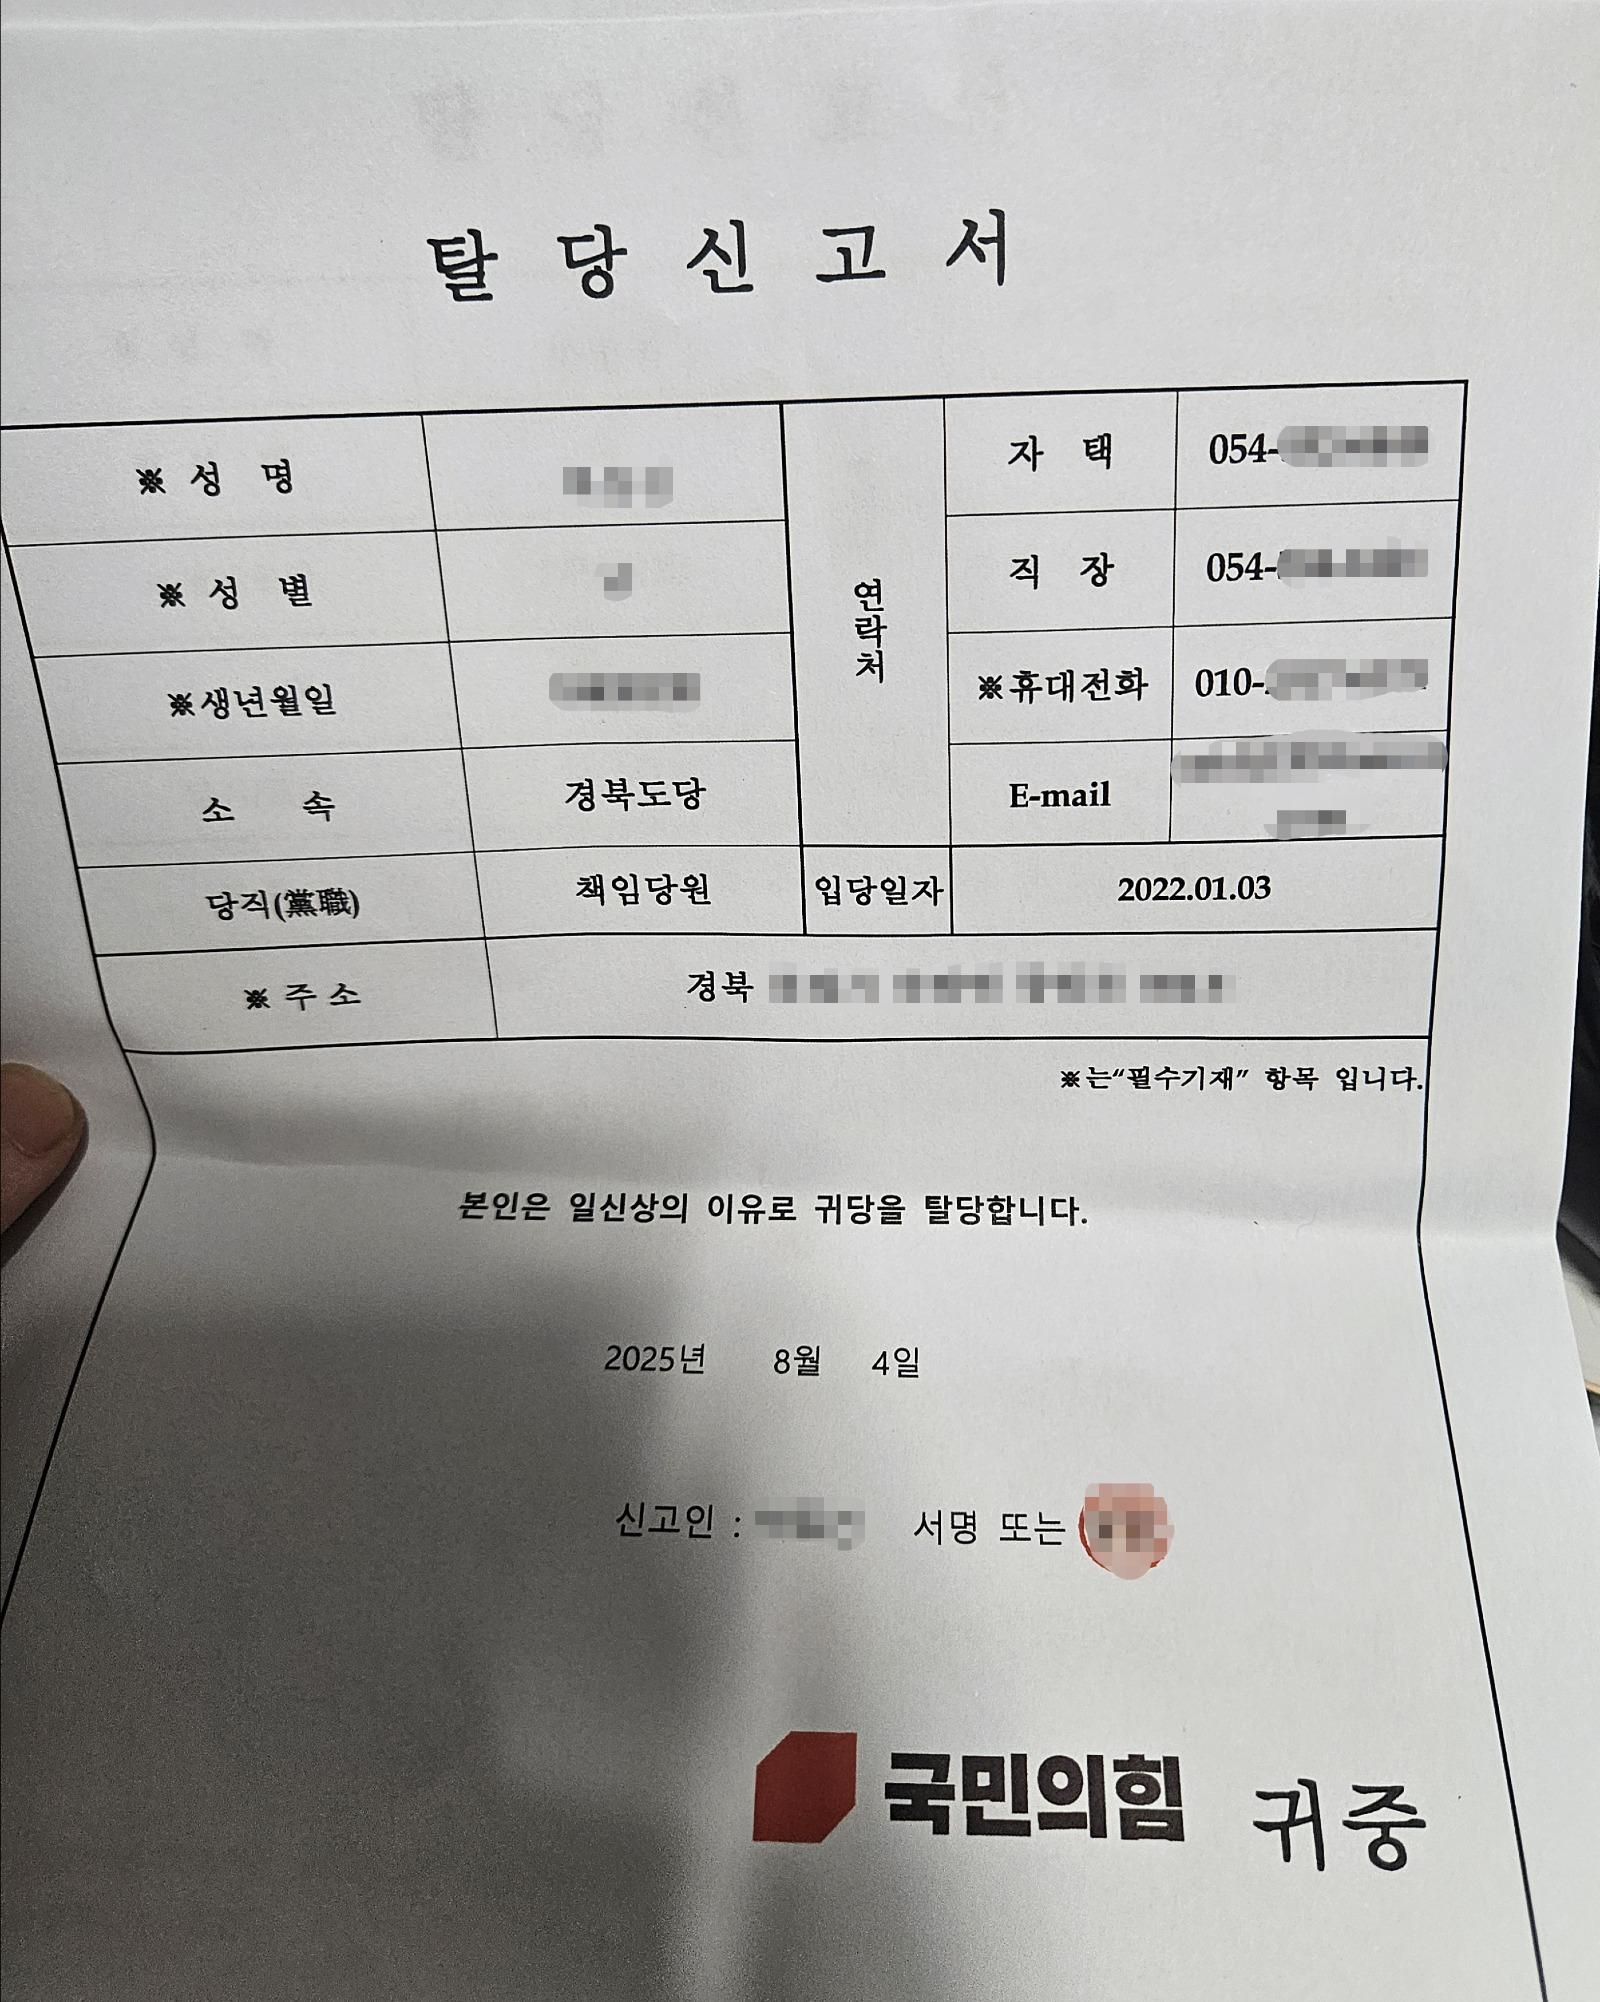 탈당신고서
※ 성 명
자 택 054-
※ 성 별
직 장 054-
연락처
※생년월일
※휴대전화 010-
소 속 경북도당
E-mail
당직(黨職) 책임당원 입당일자 2022.01.03
※ 주 소 경북
※는“필수기재” 항목 입니다.
본인은 일신상의 이유로 귀당을 탈당합니다.
2025년 8월 4일
신고인 : 서명 또는
국민의힘 귀중